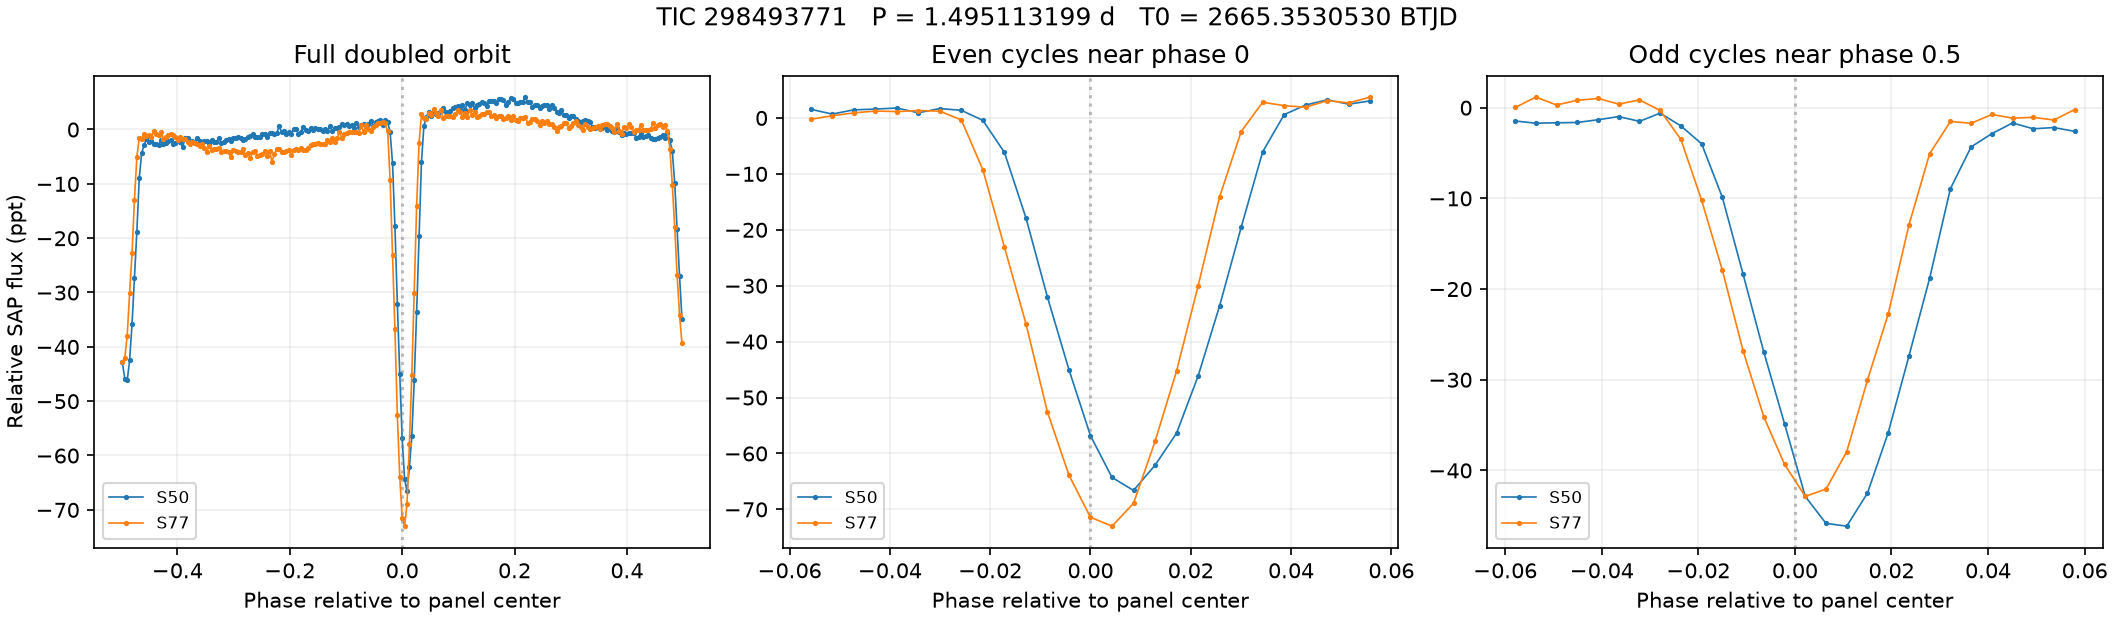 TIC 298493771   P = 1.495113199 d   T0 = 2665.3530530 BTJD
Full doubled orbit
Relative SAP flux (ppt)
0
−10
−20
−30
−40
−50
−60
−70
S50
S77
−0.4
−0.2
0.0
0.2
0.4
Phase relative to panel center
Even cycles near phase 0
0
−10
−20
−30
−40
−50
−60
−70
S50
S77
−0.06
−0.04
−0.02
0.00
0.02
0.04
0.06
Phase relative to panel center
Odd cycles near phase 0.5
0
−10
−20
−30
−40
S50
S77
−0.06
−0.04
−0.02
0.00
0.02
0.04
0.06
Phase relative to panel center